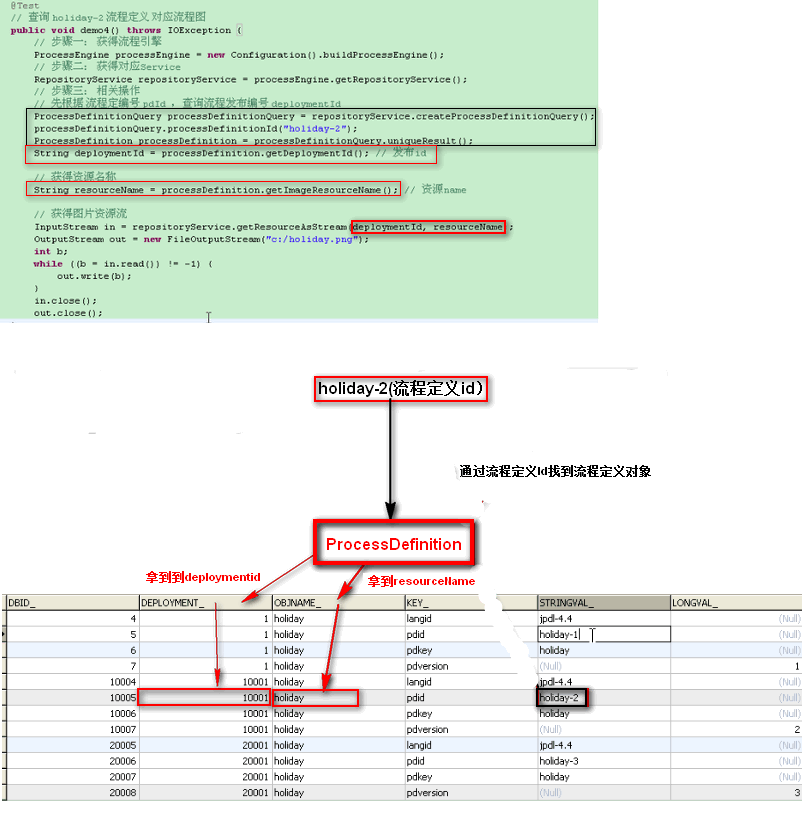 @Test
// 查询 holiday-2 流程定义 对应流程图
public void demo4() throws IOException {
// 步骤一： 获得流程引擎
ProcessEngine processEngine = new Configuration().buildProcessEngine();
// 步骤二： 获得对应Service
RepositoryService repositoryService = processEngine.getRepositoryService();
// 步骤三： 相关操作
// 先根据 流程定编号 pdId ，查询流程发布编号 deploymentId
ProcessDefinitionQuery processDefinitionQuery = repositoryService.createProcessDefinitionQuery();
processDefinitionQuery.processDefinitionId("holiday-2");
ProcessDefinition processDefinition = processDefinitionQuery.uniqueResult();
String deploymentId = processDefinition.getDeploymentId(); // 发布id
// 获得资源名称
String resourceName = processDefinition.getImageResourceName(); // 资源name
// 获得图片资源流
InputStream in = repositoryService.getResourceAsStream(deploymentId, resourceName ;
OutputStream out = new FileOutputStream("c:/holiday.png");
int b;
while ((b = in.read()) != -1) {
out.write(b);
}
in.close();
out.close();
holiday-2(流程定义id）
通过流程定义Id找到流程定义对象
ProcessDefinition
拿到到deploymentid
拿到resourceName
DBID_ DEPLOYMENT_ OBJNAME_ KEY_ STRINGVAL_ LONGVAL_
4 1 holiday langid jpdl-4.4 (Null)
5 1 holiday pdid holiday-1 (Null)
6 1 holiday pdkey holiday (Null)
7 1 holiday pdversion (Null) 1
10004 10001 holiday langid jpdl-4.4 (Null)
10005 10001 holiday pdid holiday-2 (Null)
10006 10001 holiday pdkey holiday (Null)
10007 10001 holiday pdversion (Null) 2
20005 20001 holiday langid jpdl-4.4 (Null)
20006 20001 holiday pdid holiday-3 (Null)
20007 20001 holiday pdkey holiday (Null)
20008 20001 holiday pdversion (Null) 3